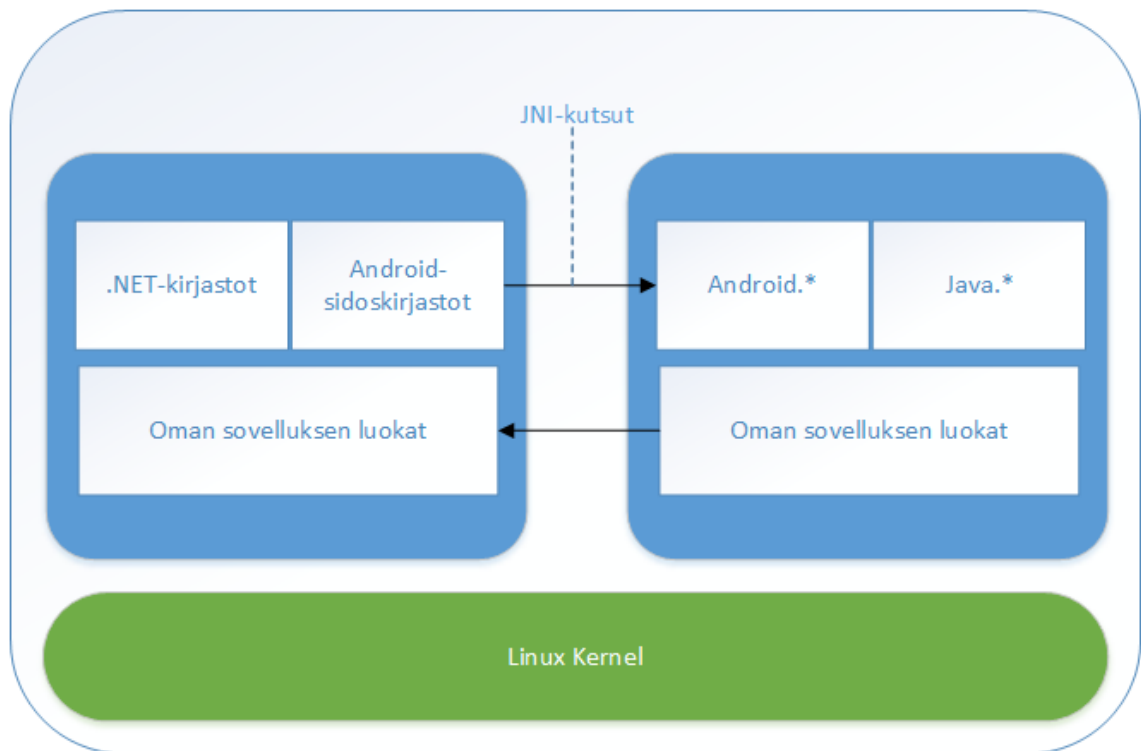 JNI-kutsut
.NET-kirjastot
Android-
sidoskirjastot
Android.*
Java.*
Oman sovelluksen luokat
Oman sovelluksen luokat
Linux Kernel